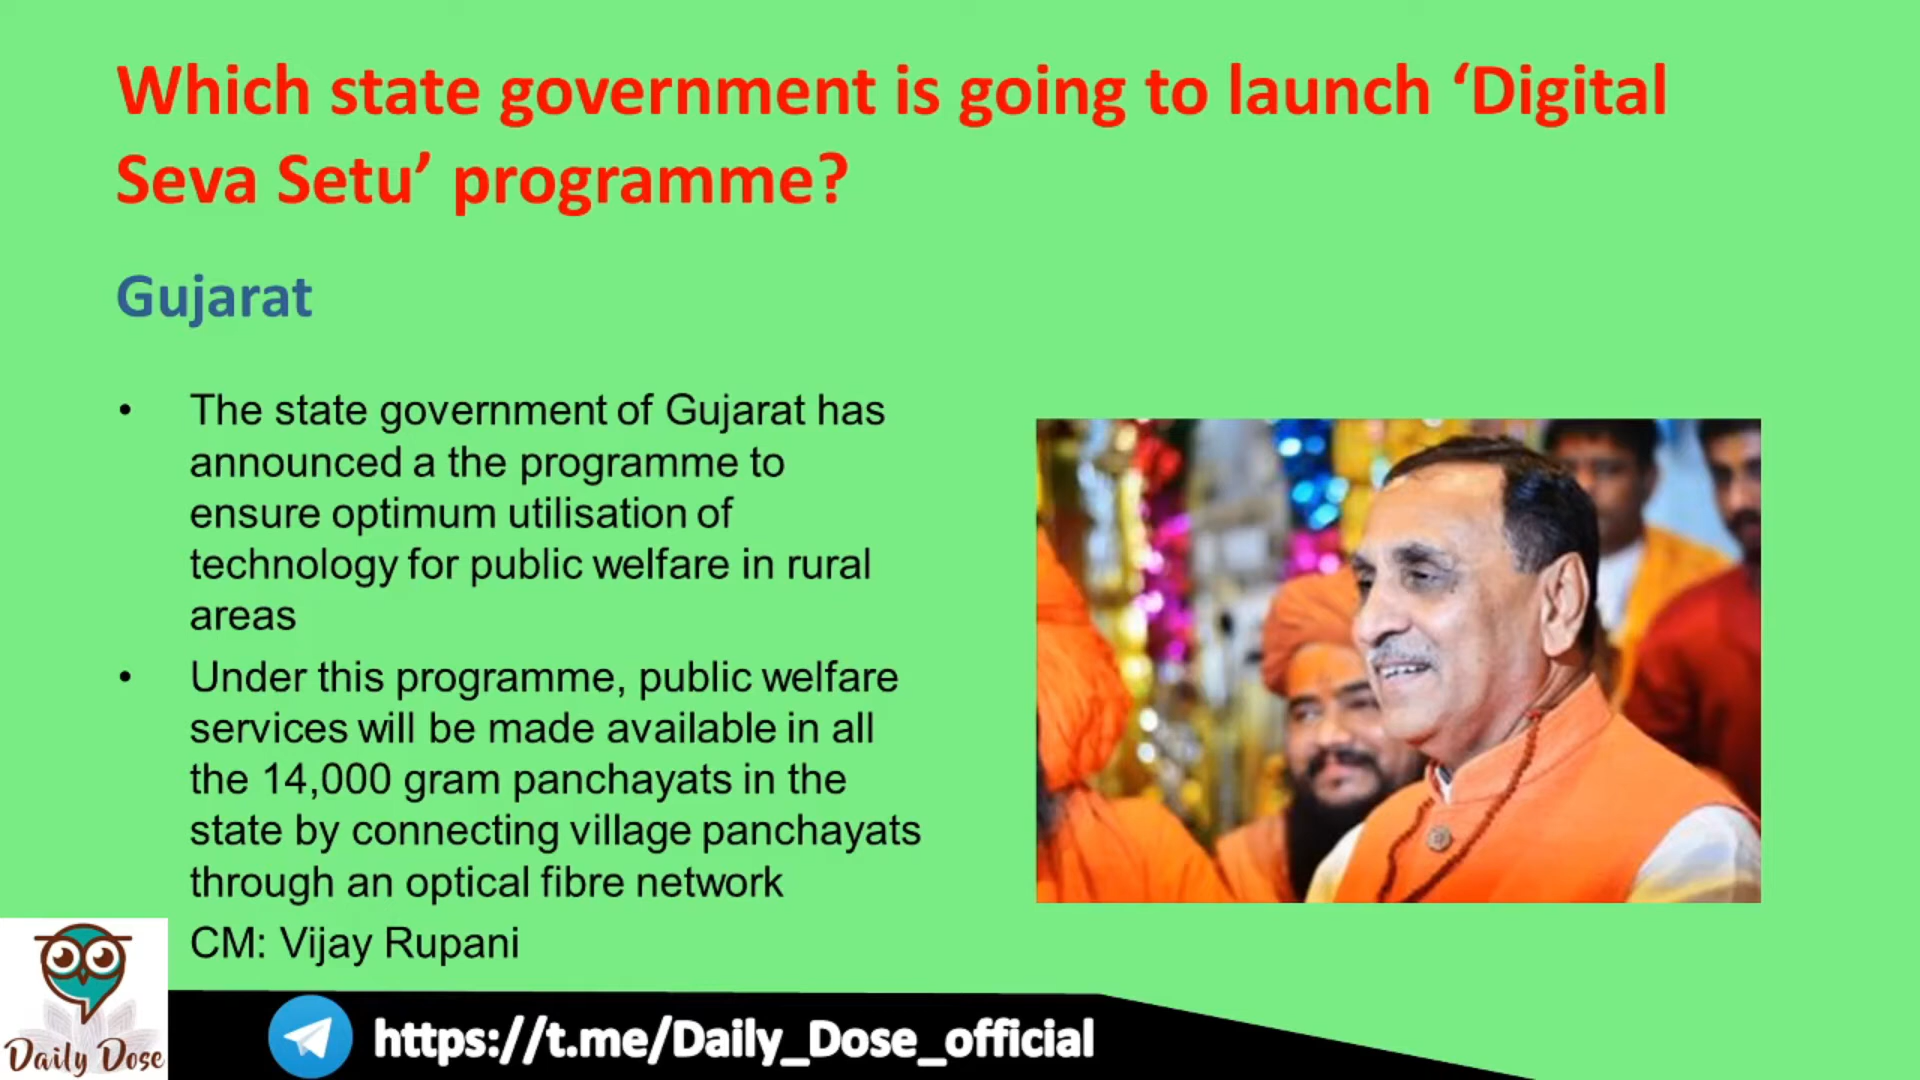 Which state government is going to launch ‘Digital
Seva Setu’ programme?
Gujarat
• The state government of Gujarat has
announced a the programme to
ensure optimum utilisation of
technology for public welfare in rural
areas
• Under this programme, public welfare
services will be made available in all
the 14,000 gram panchayats in the
state by connecting village panchayats
through an optical fibre network
CM: Vijay Rupani
Daily Dose
https://t.me/Daily_Dose_official